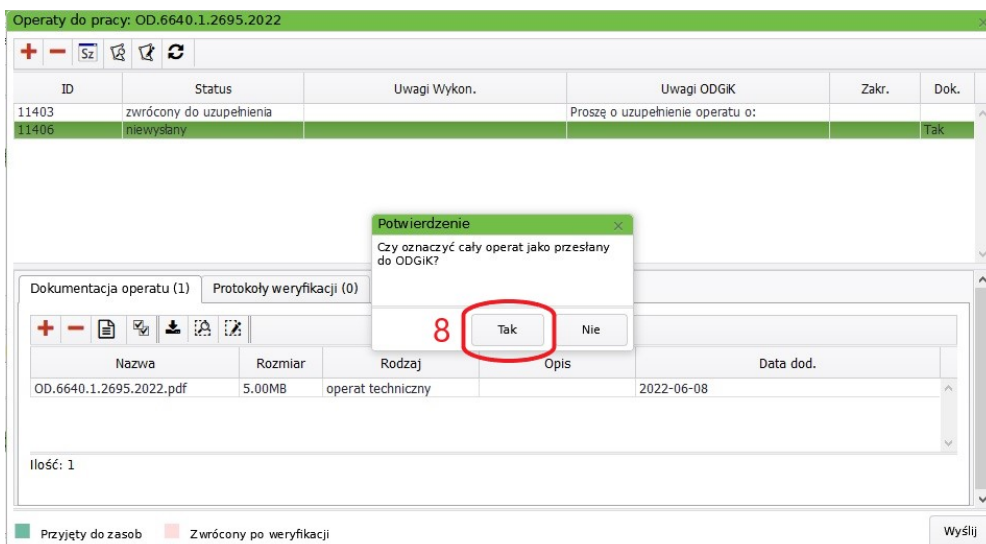 Operaty do pracy: OD.6640.1.2695.2022
Sz
ID Status Uwagi Wykon. Uwagi ODGiK Zakr. Dok.
11403 zwrócony do uzupełnienia Proszę o uzupełnienie operatu o:
11406 niewysłany Tak
Potwierdzenie
Czy oznaczyć cały operat jako przesłany
do ODGiK?
8 Tak Nie
Dokumentacja operatu (1) Protokoły weryfikacji (0)
Nazwa Rozmiar Rodzaj Opis Data dod.
OD.6640.1.2695.2022.pdf 5.00MB operat techniczny 2022-06-08
Ilość: 1
Przyjęty do zasob Zwrócony po weryfikacji Wyślij